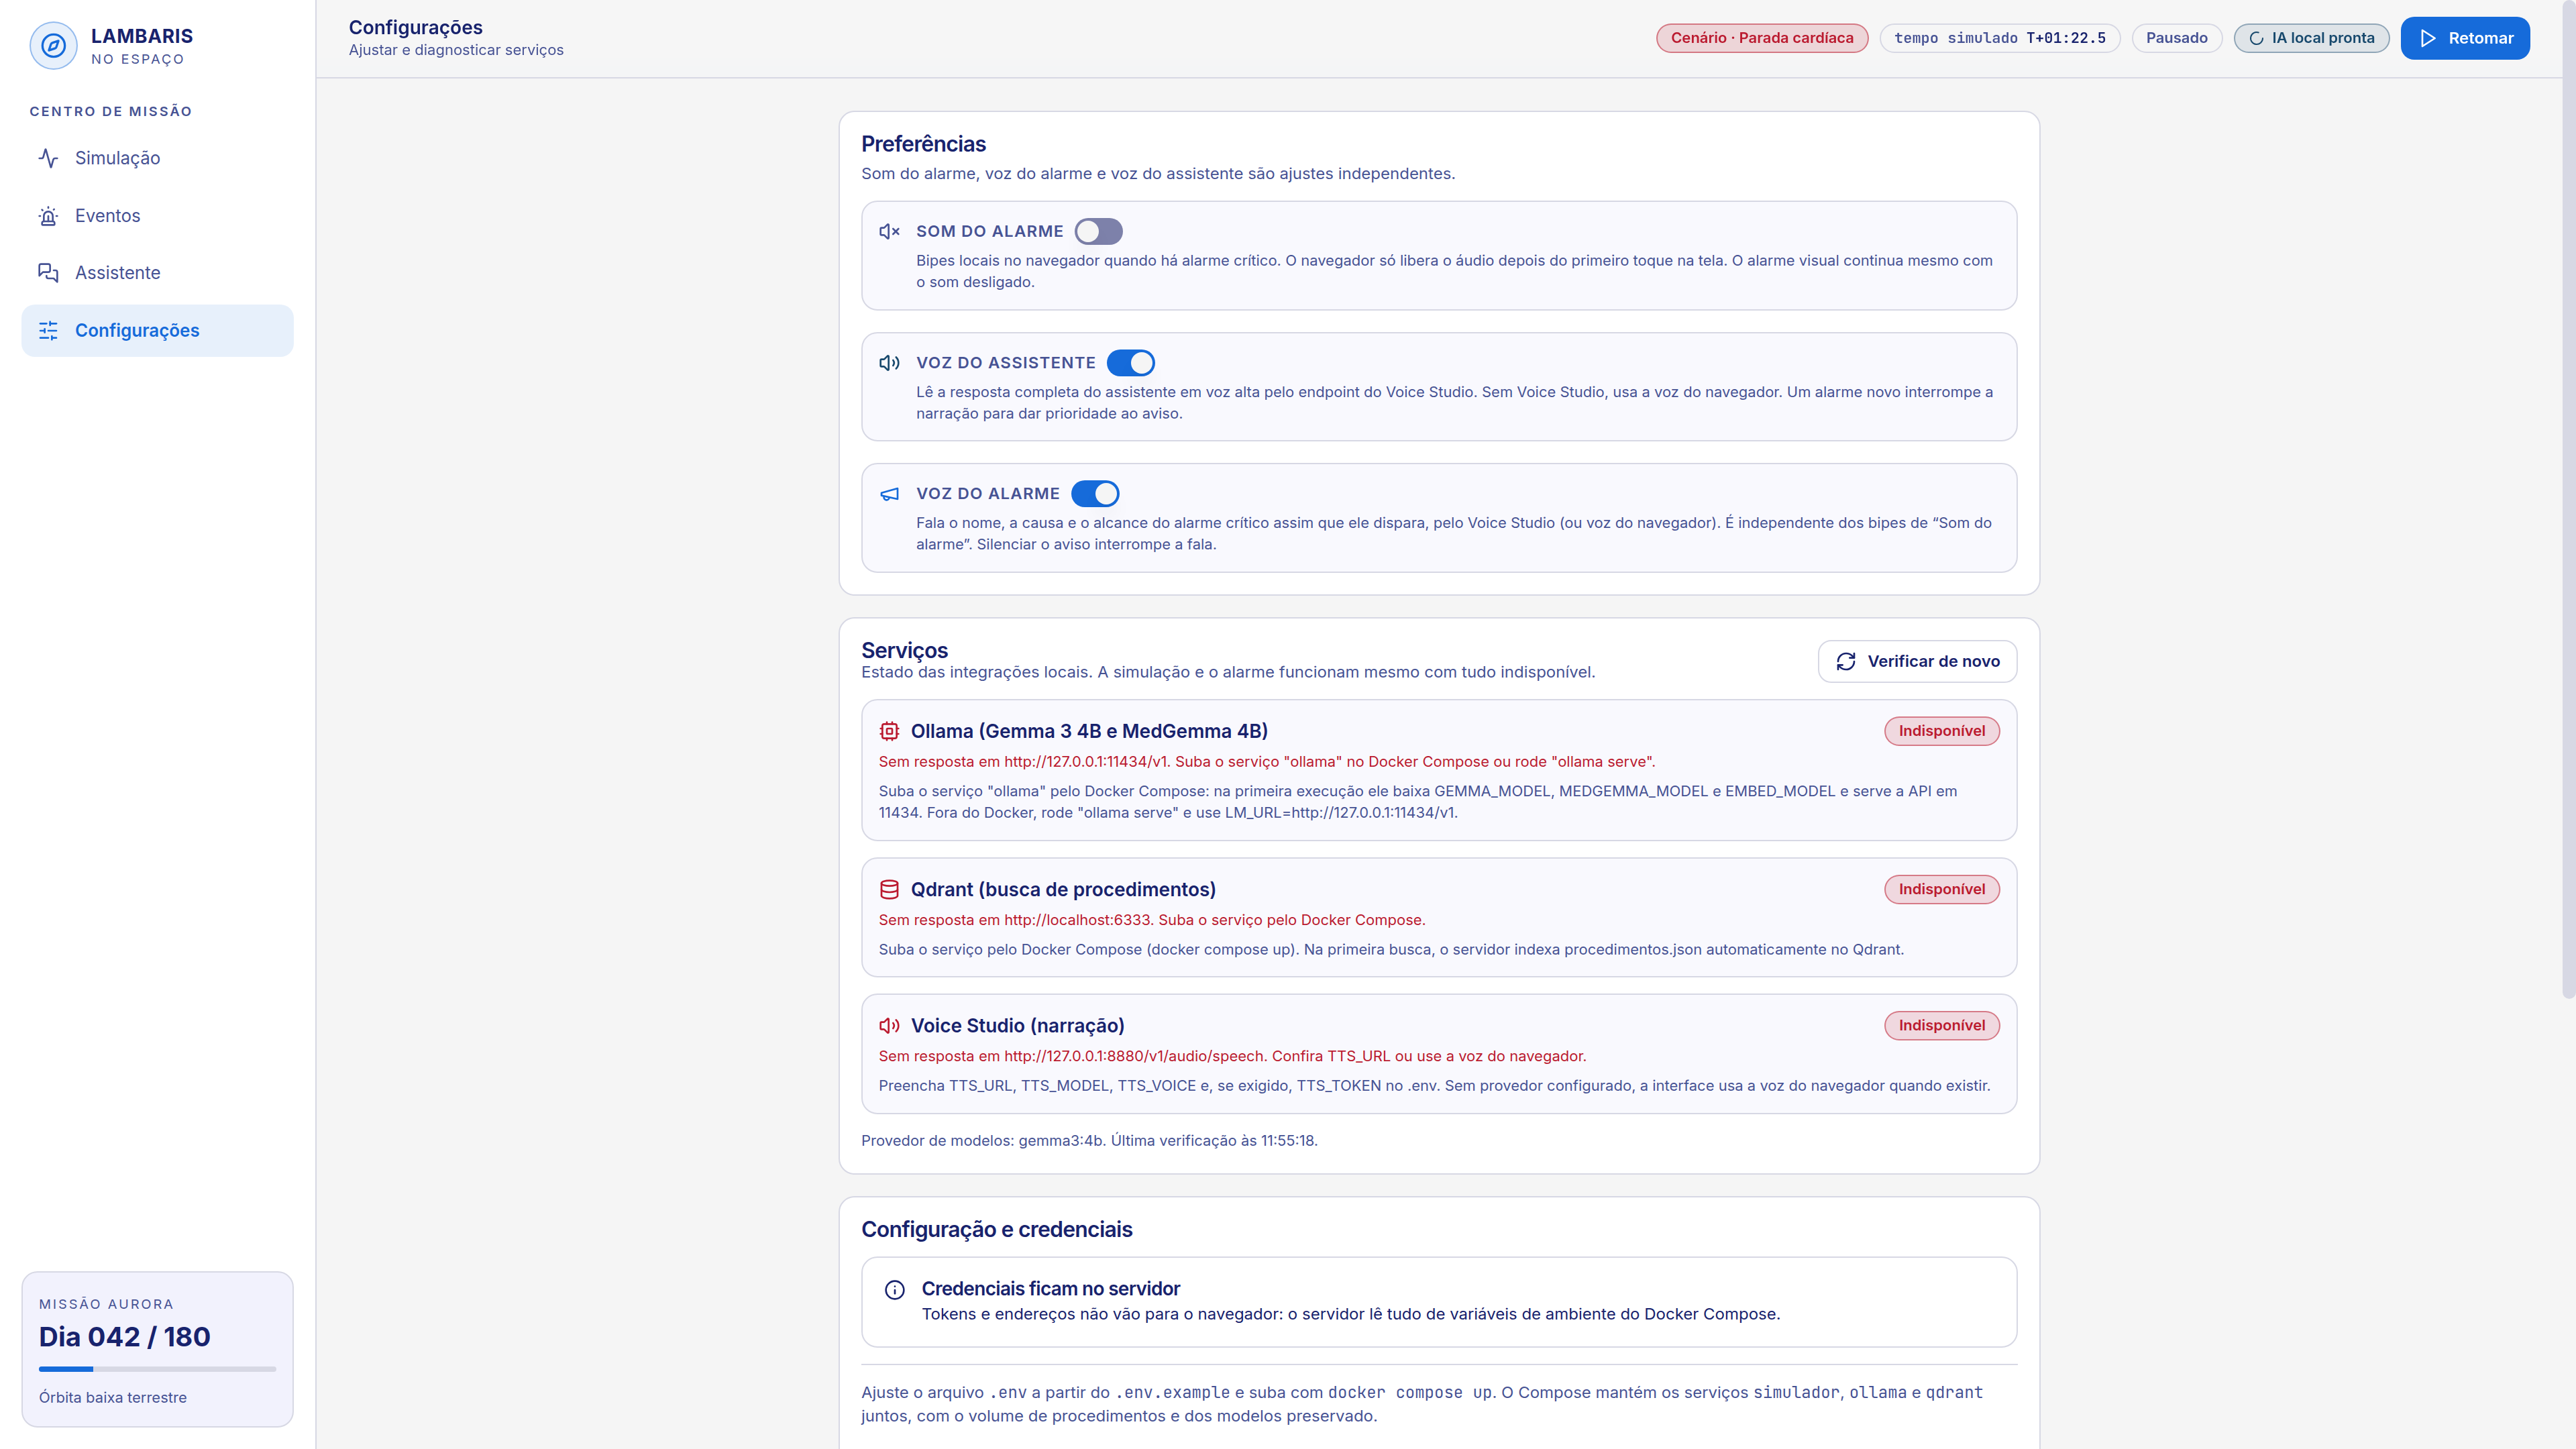 LAMBARIS
NO ESPAÇO
CENTRO DE MISSÃO
Simulação
Eventos
Assistente
Configurações
MISSÃO AURORA
Dia 042 / 180
Órbita baixa terrestre
Configurações
Ajustar e diagnosticar serviços
Cenário · Parada cardíaca
tempo simulado T+01:22.5
Pausado
IA local pronta
Retomar
Preferências
Som do alarme, voz do alarme e voz do assistente são ajustes independentes.
SOM DO ALARME
Bipes locais no navegador quando há alarme crítico. O navegador só libera o áudio depois do primeiro toque na tela. O alarme visual continua mesmo com
o som desligado.
VOZ DO ASSISTENTE
Lê a resposta completa do assistente em voz alta pelo endpoint do Voice Studio. Sem Voice Studio, usa a voz do navegador. Um alarme novo interrompe a
narração para dar prioridade ao aviso.
VOZ DO ALARME
Fala o nome, a causa e o alcance do alarme crítico assim que ele dispara, pelo Voice Studio (ou voz do navegador). É independente dos bipes de “Som do
alarme”. Silenciar o aviso interrompe a fala.
Serviços
Estado das integrações locais. A simulação e o alarme funcionam mesmo com tudo indisponível.
Verificar de novo
Ollama (Gemma 3 4B e MedGemma 4B)
Indisponível
Sem resposta em http://127.0.0.1:11434/v1. Suba o serviço "ollama" no Docker Compose ou rode "ollama serve".
Suba o serviço "ollama" pelo Docker Compose: na primeira execução ele baixa GEMMA_MODEL, MEDGEMMA_MODEL e EMBED_MODEL e serve a API em
11434. Fora do Docker, rode "ollama serve" e use LM_URL=http://127.0.0.1:11434/v1.
Qdrant (busca de procedimentos)
Indisponível
Sem resposta em http://localhost:6333. Suba o serviço pelo Docker Compose.
Suba o serviço pelo Docker Compose (docker compose up). Na primeira busca, o servidor indexa procedimentos.json automaticamente no Qdrant.
Voice Studio (narração)
Indisponível
Sem resposta em http://127.0.0.1:8880/v1/audio/speech. Confira TTS_URL ou use a voz do navegador.
Preencha TTS_URL, TTS_MODEL, TTS_VOICE e, se exigido, TTS_TOKEN no .env. Sem provedor configurado, a interface usa a voz do navegador quando existir.
Provedor de modelos: gemma3:4b. Última verificação às 11:55:18.
Configuração e credenciais
Credenciais ficam no servidor
Tokens e endereços não vão para o navegador: o servidor lê tudo de variáveis de ambiente do Docker Compose.
Ajuste o arquivo .env a partir do .env.example e suba com docker compose up. O Compose mantém os serviços simulador, ollama e qdrant
juntos, com o volume de procedimentos e dos modelos preservado.